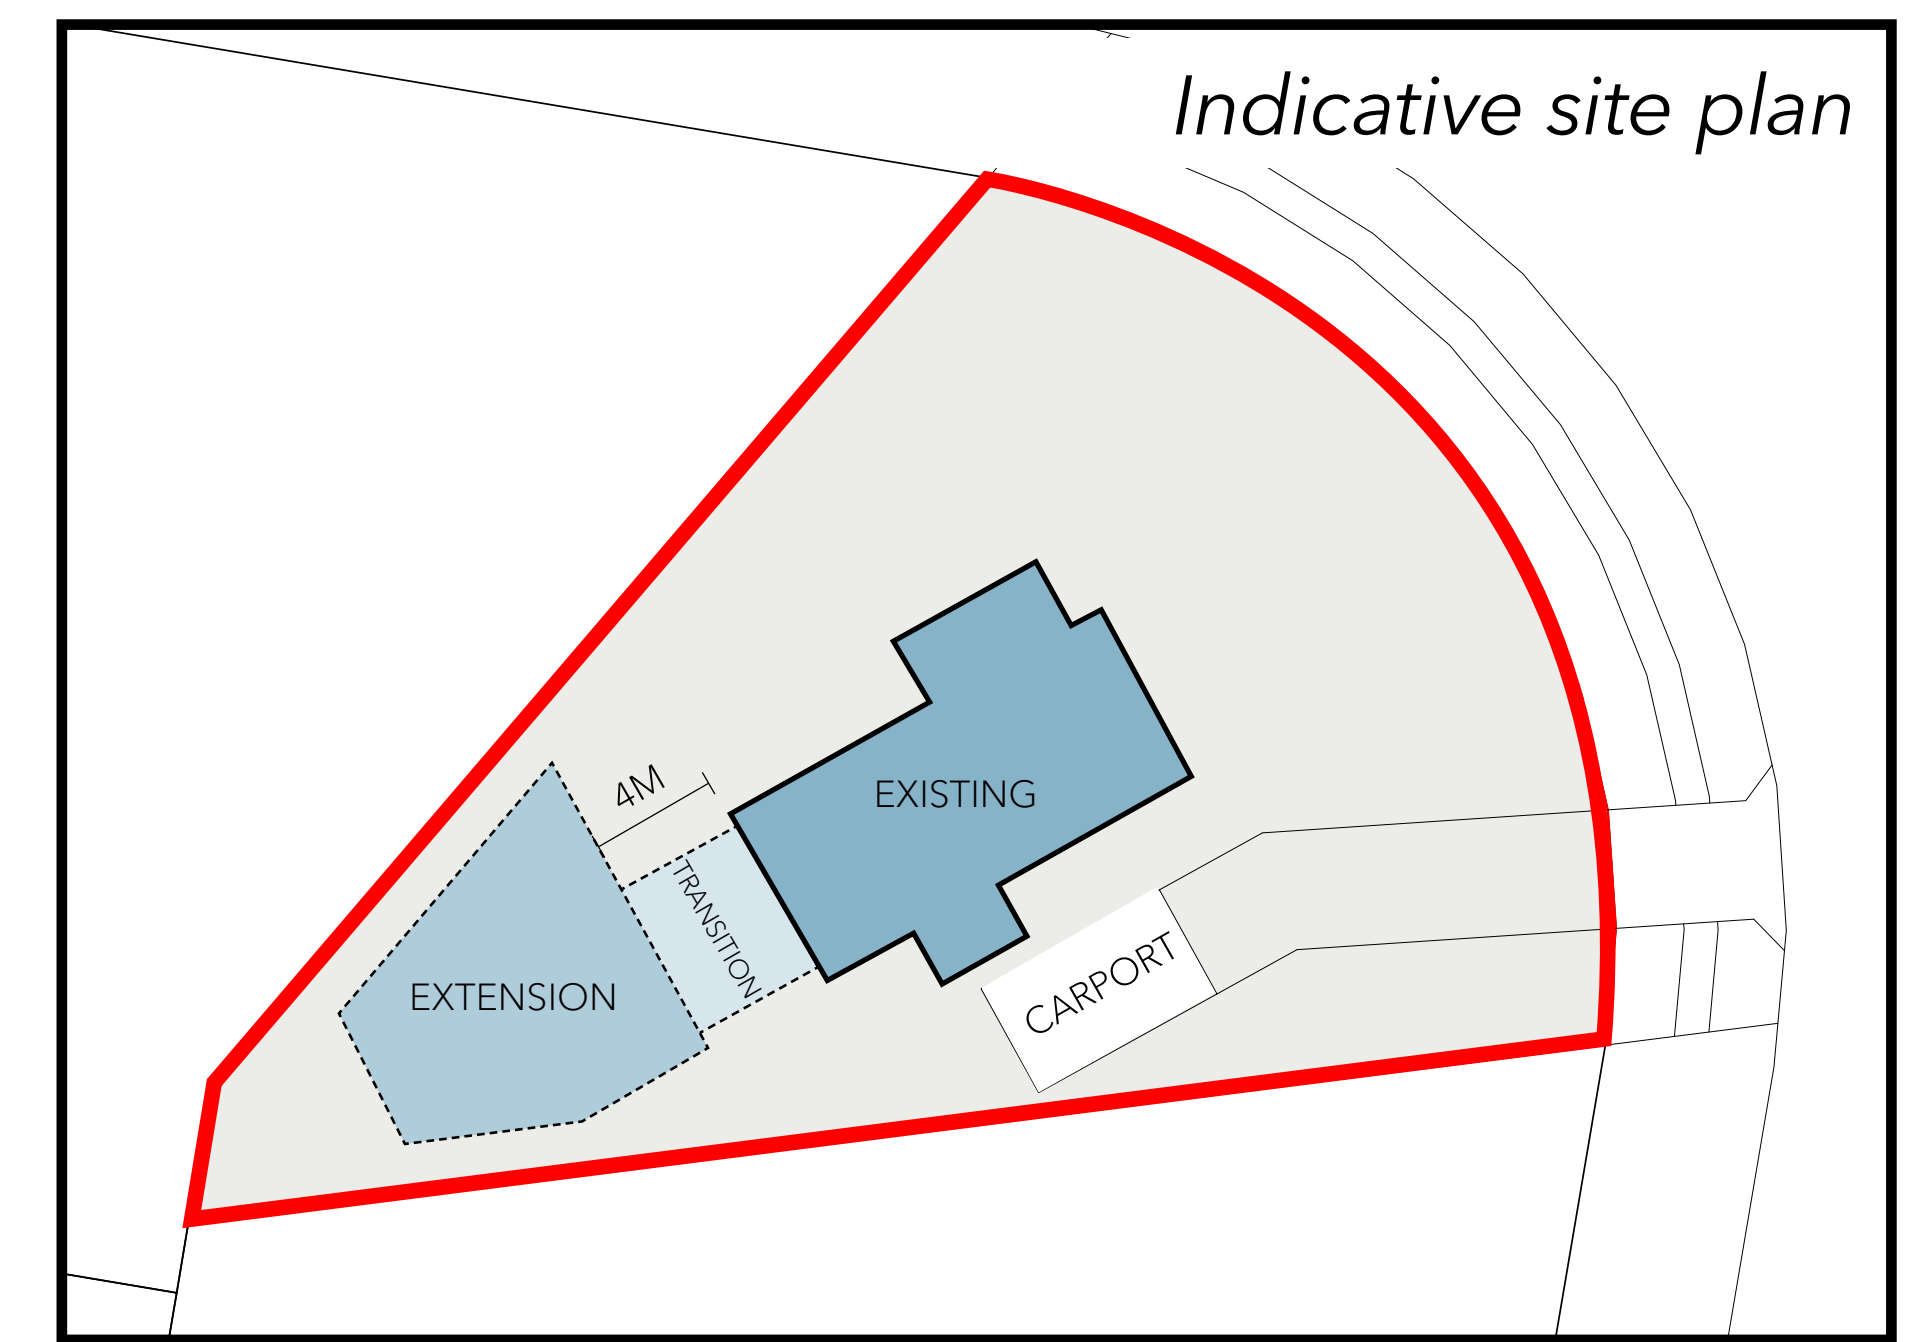 Indicative site plan
4M
EXISTING
TRANSITION
EXTENSION
CARPORT